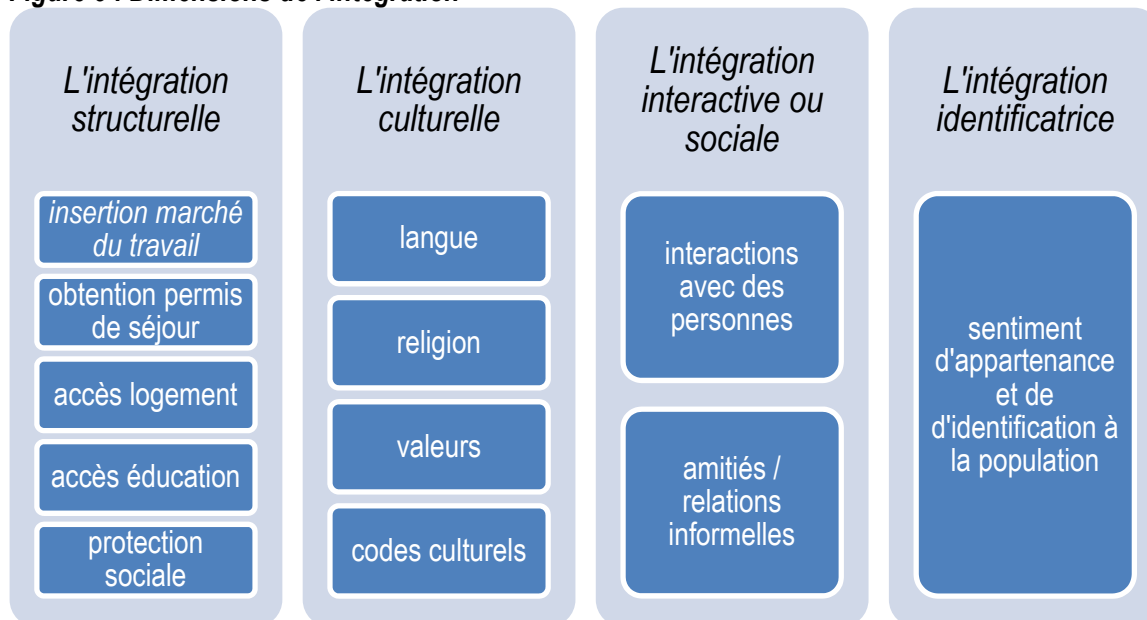 L'intégration
structurelle
insertion marché
du travail
obtention permis
de séjour
accès logement
accès éducation
protection
sociale
L'intégration
culturelle
langue
religion
valeurs
codes culturels
L'intégration
interactive ou
sociale
interactions
avec des
personnes
amitiés /
relations
informelles
L'intégration
identificatrice
sentiment
d'appartenance
et de
d'identification à
la population